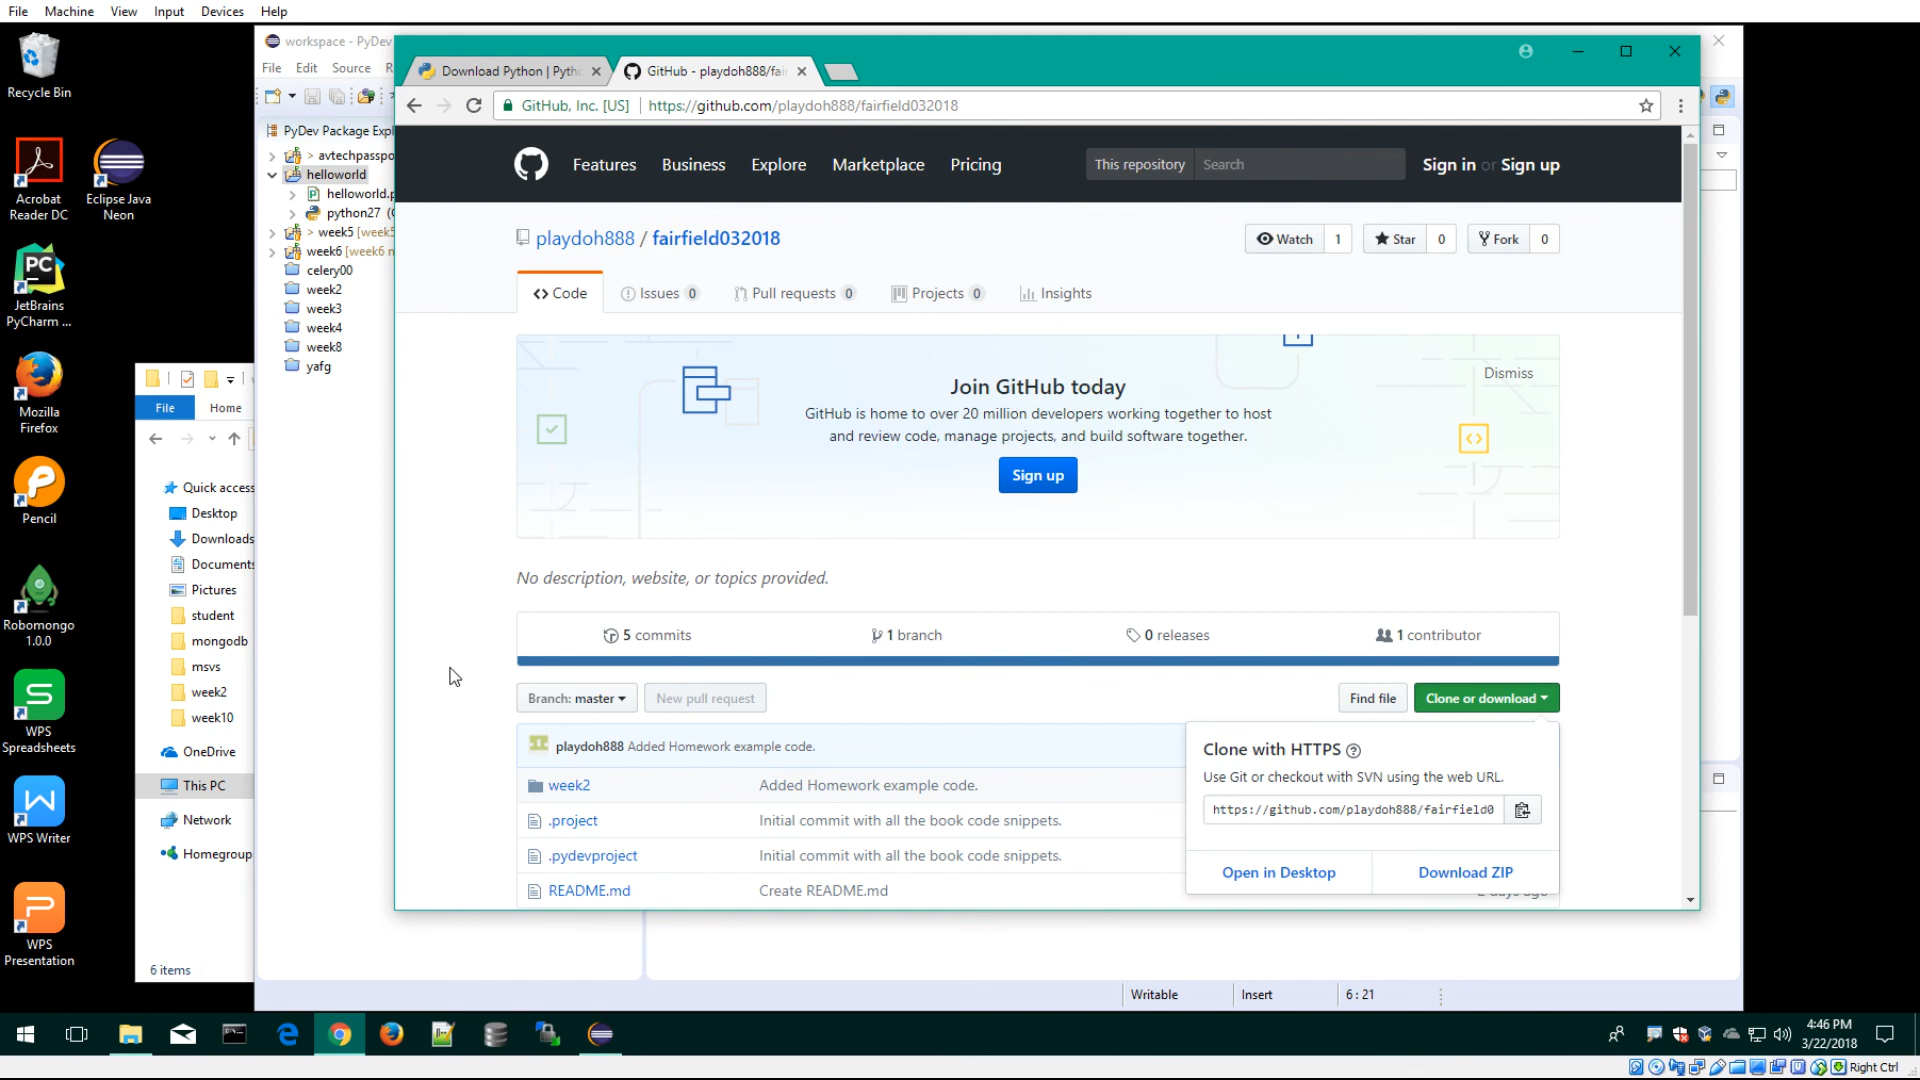 File Machine View Input Devices Help
Recycle Bin
Acrobat
Reader DC
Eclipse Java
Neon
JetBrains
PyCharm ...
Mozilla
Firefox
Pencil
Robomongo
1.0.0
WPS
Spreadsheets
WPS Writer
WPS
Presentation
File Home
Quick access
Desktop
Downloads
Documents
Pictures
student
mongodb
msvs
week2
week10
OneDrive
This PC
Network
Homegroup
6 items
workspace - PyDev
File Edit Source
PyDev Package Expl
> avtechpasspo
helloworld
helloworld.p
python27 (
> week5 [week5
week6 [week6 n
celery00
week2
week3
week4
week8
yafg
Writable Insert 6 : 21
Download Python | Pytho
GitHub - playdoh888/fai
GitHub, Inc. [US] https://github.com/playdoh888/fairfield032018
Features Business Explore Marketplace Pricing
This repository Search
Sign in or Sign up
playdoh888 / fairfield032018
Watch 1 Star 0 Fork 0
Code Issues 0 Pull requests 0 Projects 0 Insights
Join GitHub today
Dismiss
GitHub is home to over 20 million developers working together to host
and review code, manage projects, and build software together.
Sign up
No description, website, or topics provided.
5 commits 1 branch 0 releases 1 contributor
Branch: master New pull request Find file Clone or download
playdoh888 Added Homework example code.
week2 Added Homework example code.
.project Initial commit with all the book code snippets.
.pydevproject Initial commit with all the book code snippets.
README.md Create README.md
Clone with HTTPS
Use Git or checkout with SVN using the web URL.
https://github.com/playdoh888/fairfield0
Open in Desktop Download ZIP
4:46 PM
3/22/2018
Right Ctrl